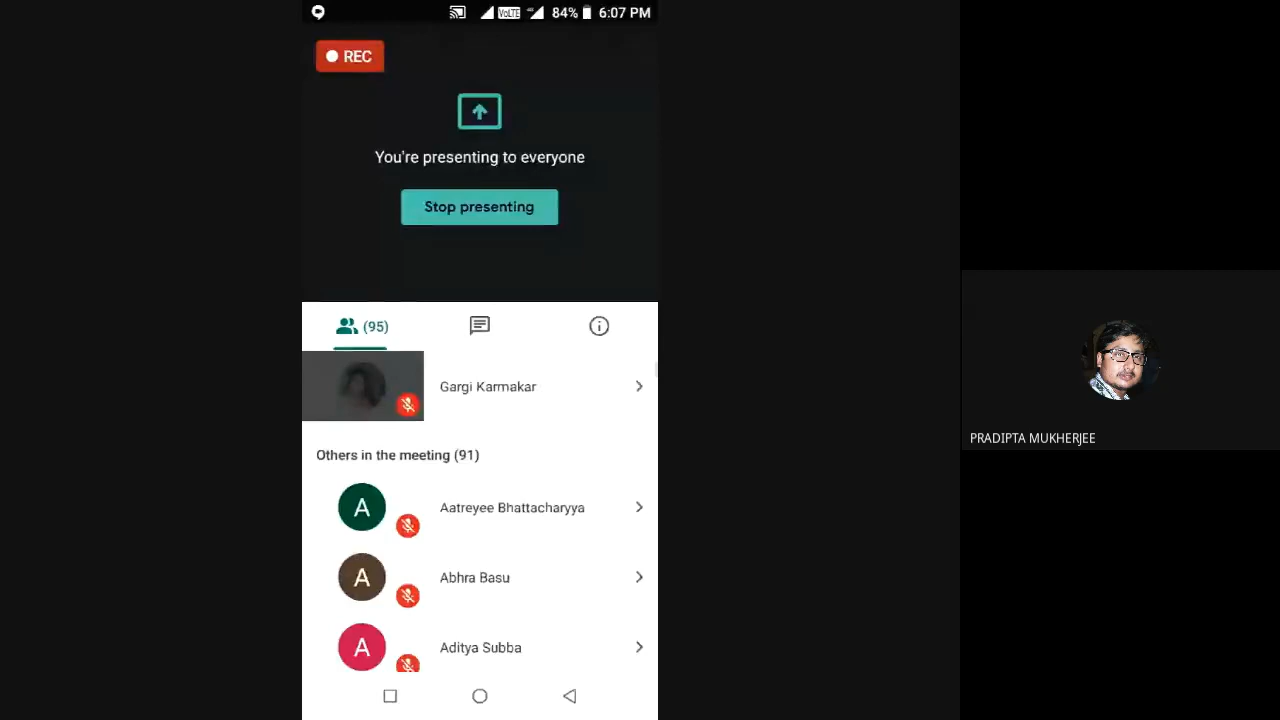 VoLTE 84% 6:07 PM
REC
You're presenting to everyone
Stop presenting
(95)
Gargi Karmakar
Others in the meeting (91)
A Aatreyee Bhattacharyya
A Abhra Basu
A Aditya Subba
PRADIPTA MUKHERJEE